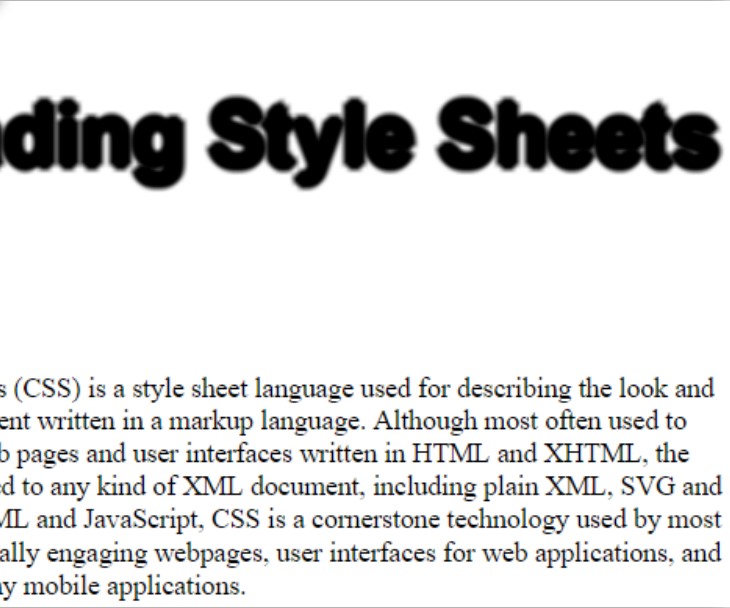 ding Style Sheets
s (CSS) is a style sheet language used for describing the look and
ent written in a markup language. Although most often used to
b pages and user interfaces written in HTML and XHTML, the
ed to any kind of XML document, including plain XML, SVG and
ML and JavaScript, CSS is a cornerstone technology used by most
ally engaging webpages, user interfaces for web applications, and
ny mobile applications.